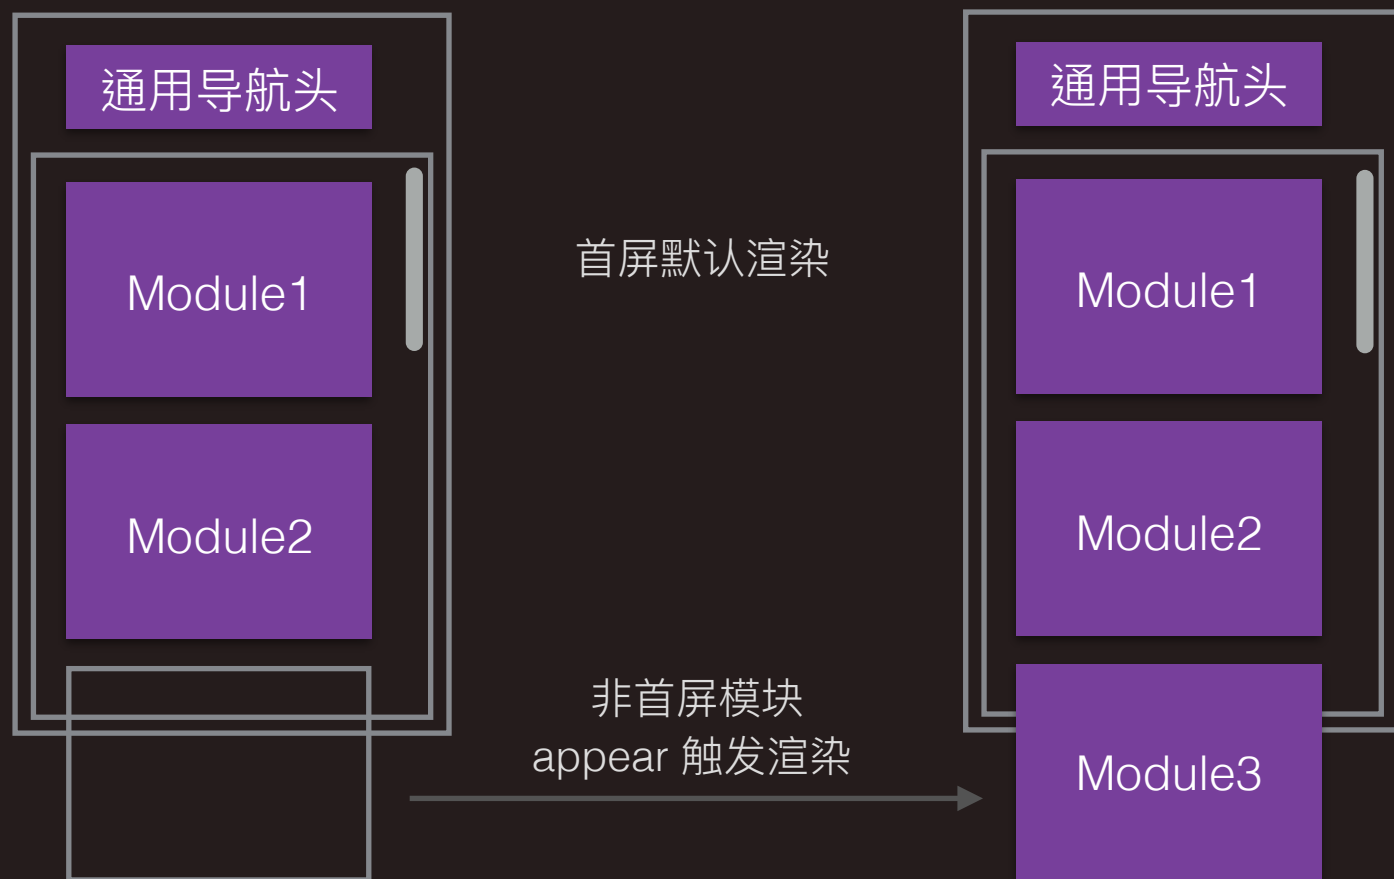 通用导航头
Module1
Module2
首屏默认渲染
非首屏模块
appear 触发渲染
通用导航头
Module1
Module2
Module3